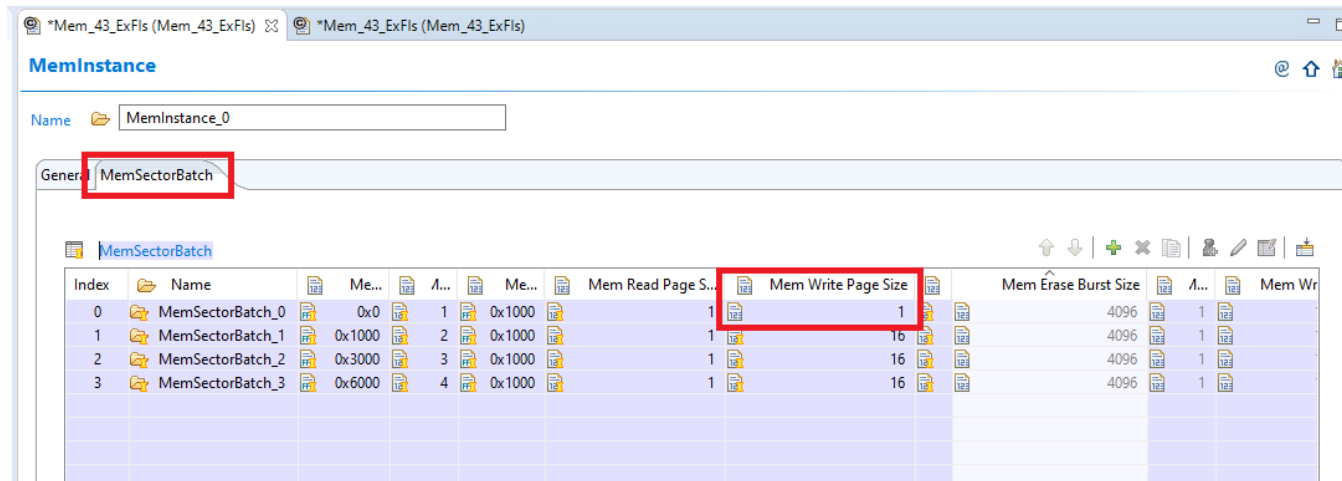 *Mem_43_ExFls (Mem_43_ExFls) *Mem_43_ExFls (Mem_43_ExFls)
MemInstance
Name MemInstance_0
General MemSectorBatch
MemSectorBatch
Index Name Me... M... Me... Mem Read Page S... Mem Write Page Size Mem Erase Burst Size M... Mem Wr
0 MemSectorBatch_0 0x0 1 0x1000 1 1 4096 1
1 MemSectorBatch_1 0x1000 2 0x1000 1 16 4096 1
2 MemSectorBatch_2 0x3000 3 0x1000 1 16 4096 1
3 MemSectorBatch_3 0x6000 4 0x1000 1 16 4096 1